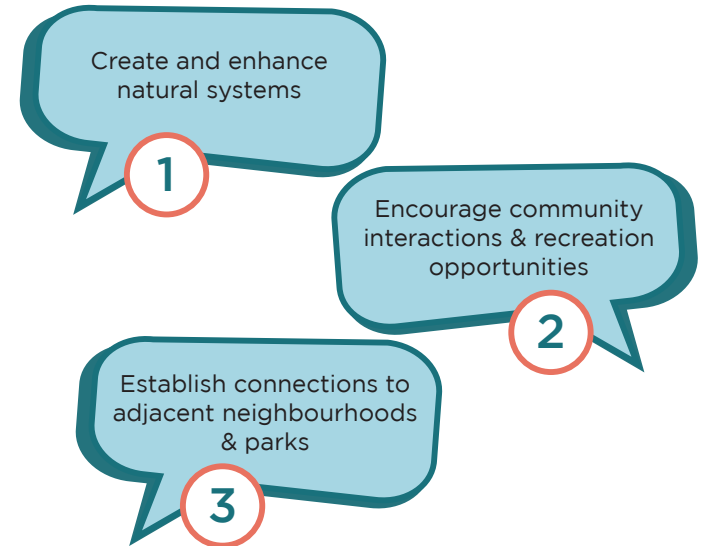 Create and enhance
natural systems
1
Encourage community
interactions & recreation
opportunities
2
Establish connections to
adjacent neighbourhoods
& parks
3